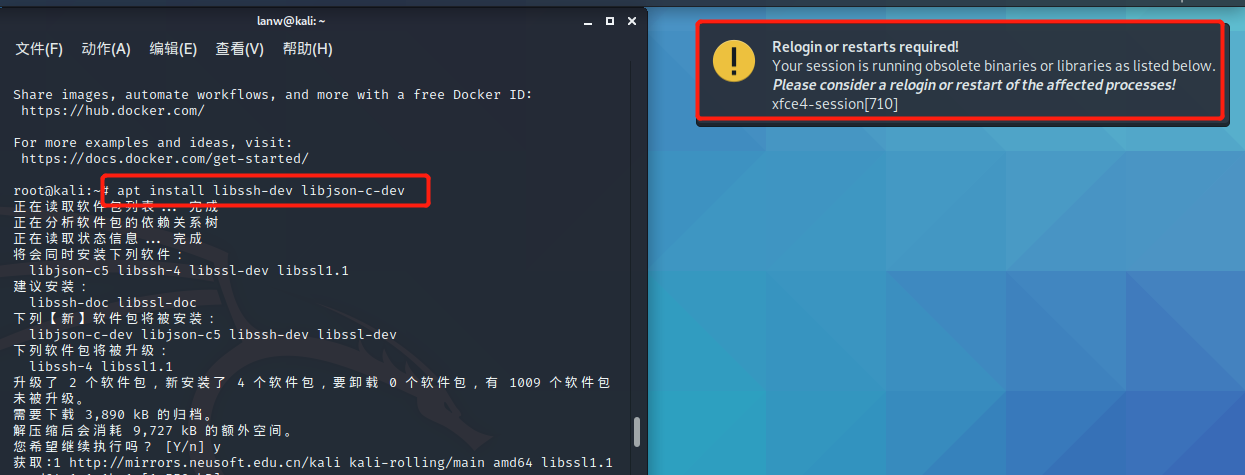 lanw@kali: ~
文件(F) 动作(A) 编辑(E) 查看(V) 帮助(H)
Share images, automate workflows, and more with a free Docker ID:
https://hub.docker.com/
For more examples and ideas, visit:
https://docs.docker.com/get-started/
root@kali:~# apt install libssh-dev libjson-c-dev
正在读取软件包列表... 完成
正在分析软件包的依赖关系树
正在读取状态信息... 完成
将会同时安装下列软件：
libjson-c5 libssh-4 libssl-dev libssl1.1
建议安装：
libssh-doc libssl-doc
下列【新】软件包将被安装：
libjson-c-dev libjson-c5 libssh-dev libssl-dev
下列软件包将被升级：
libssh-4 libssl1.1
升级了 2 个软件包，新安装了 4 个软件包，要卸载 0 个软件包，有 1009 个软件包
未被升级。
需要下载 3,890 kB 的归档。
解压缩后会消耗 9,727 kB 的额外空间。
您希望继续执行吗？ [Y/n] y
获取:1 http://mirrors.neusoft.edu.cn/kali kali-rolling/main amd64 libssl1.1
Relogin or restarts required!
Your session is running obsolete binaries or libraries as listed below.
Please consider a relogin or restart of the affected processes!
xfce4-session[710]